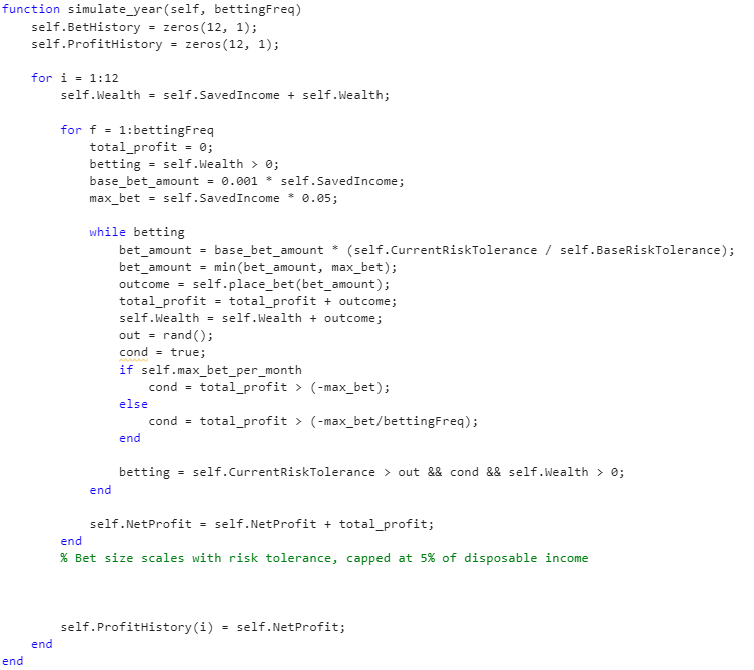 function simulate_year(self, bettingFreq)
    self.BetHistory = zeros(12, 1);
    self.ProfitHistory = zeros(12, 1);

    for i = 1:12
        self.Wealth = self.SavedIncome + self.Wealth;

        for f = 1:bettingFreq
            total_profit = 0;
            betting = self.Wealth > 0;
            base_bet_amount = 0.001 * self.SavedIncome;
            max_bet = self.SavedIncome * 0.05;

            while betting
                bet_amount = base_bet_amount * (self.CurrentRiskTolerance / self.BaseRiskTolerance);
                bet_amount = min(bet_amount, max_bet);
                outcome = self.place_bet(bet_amount);
                total_profit = total_profit + outcome;
                self.Wealth = self.Wealth + outcome;
                out = rand();
                cond = true;
                if self.max_bet_per_month
                    cond = total_profit > (-max_bet);
                else
                    cond = total_profit > (-max_bet/bettingFreq);
                end

                betting = self.CurrentRiskTolerance > out && cond && self.Wealth > 0;
            end

            self.NetProfit = self.NetProfit + total_profit;
        end
        % Bet size scales with risk tolerance, capped at 5% of disposable income

        self.ProfitHistory(i) = self.NetProfit;
    end
end